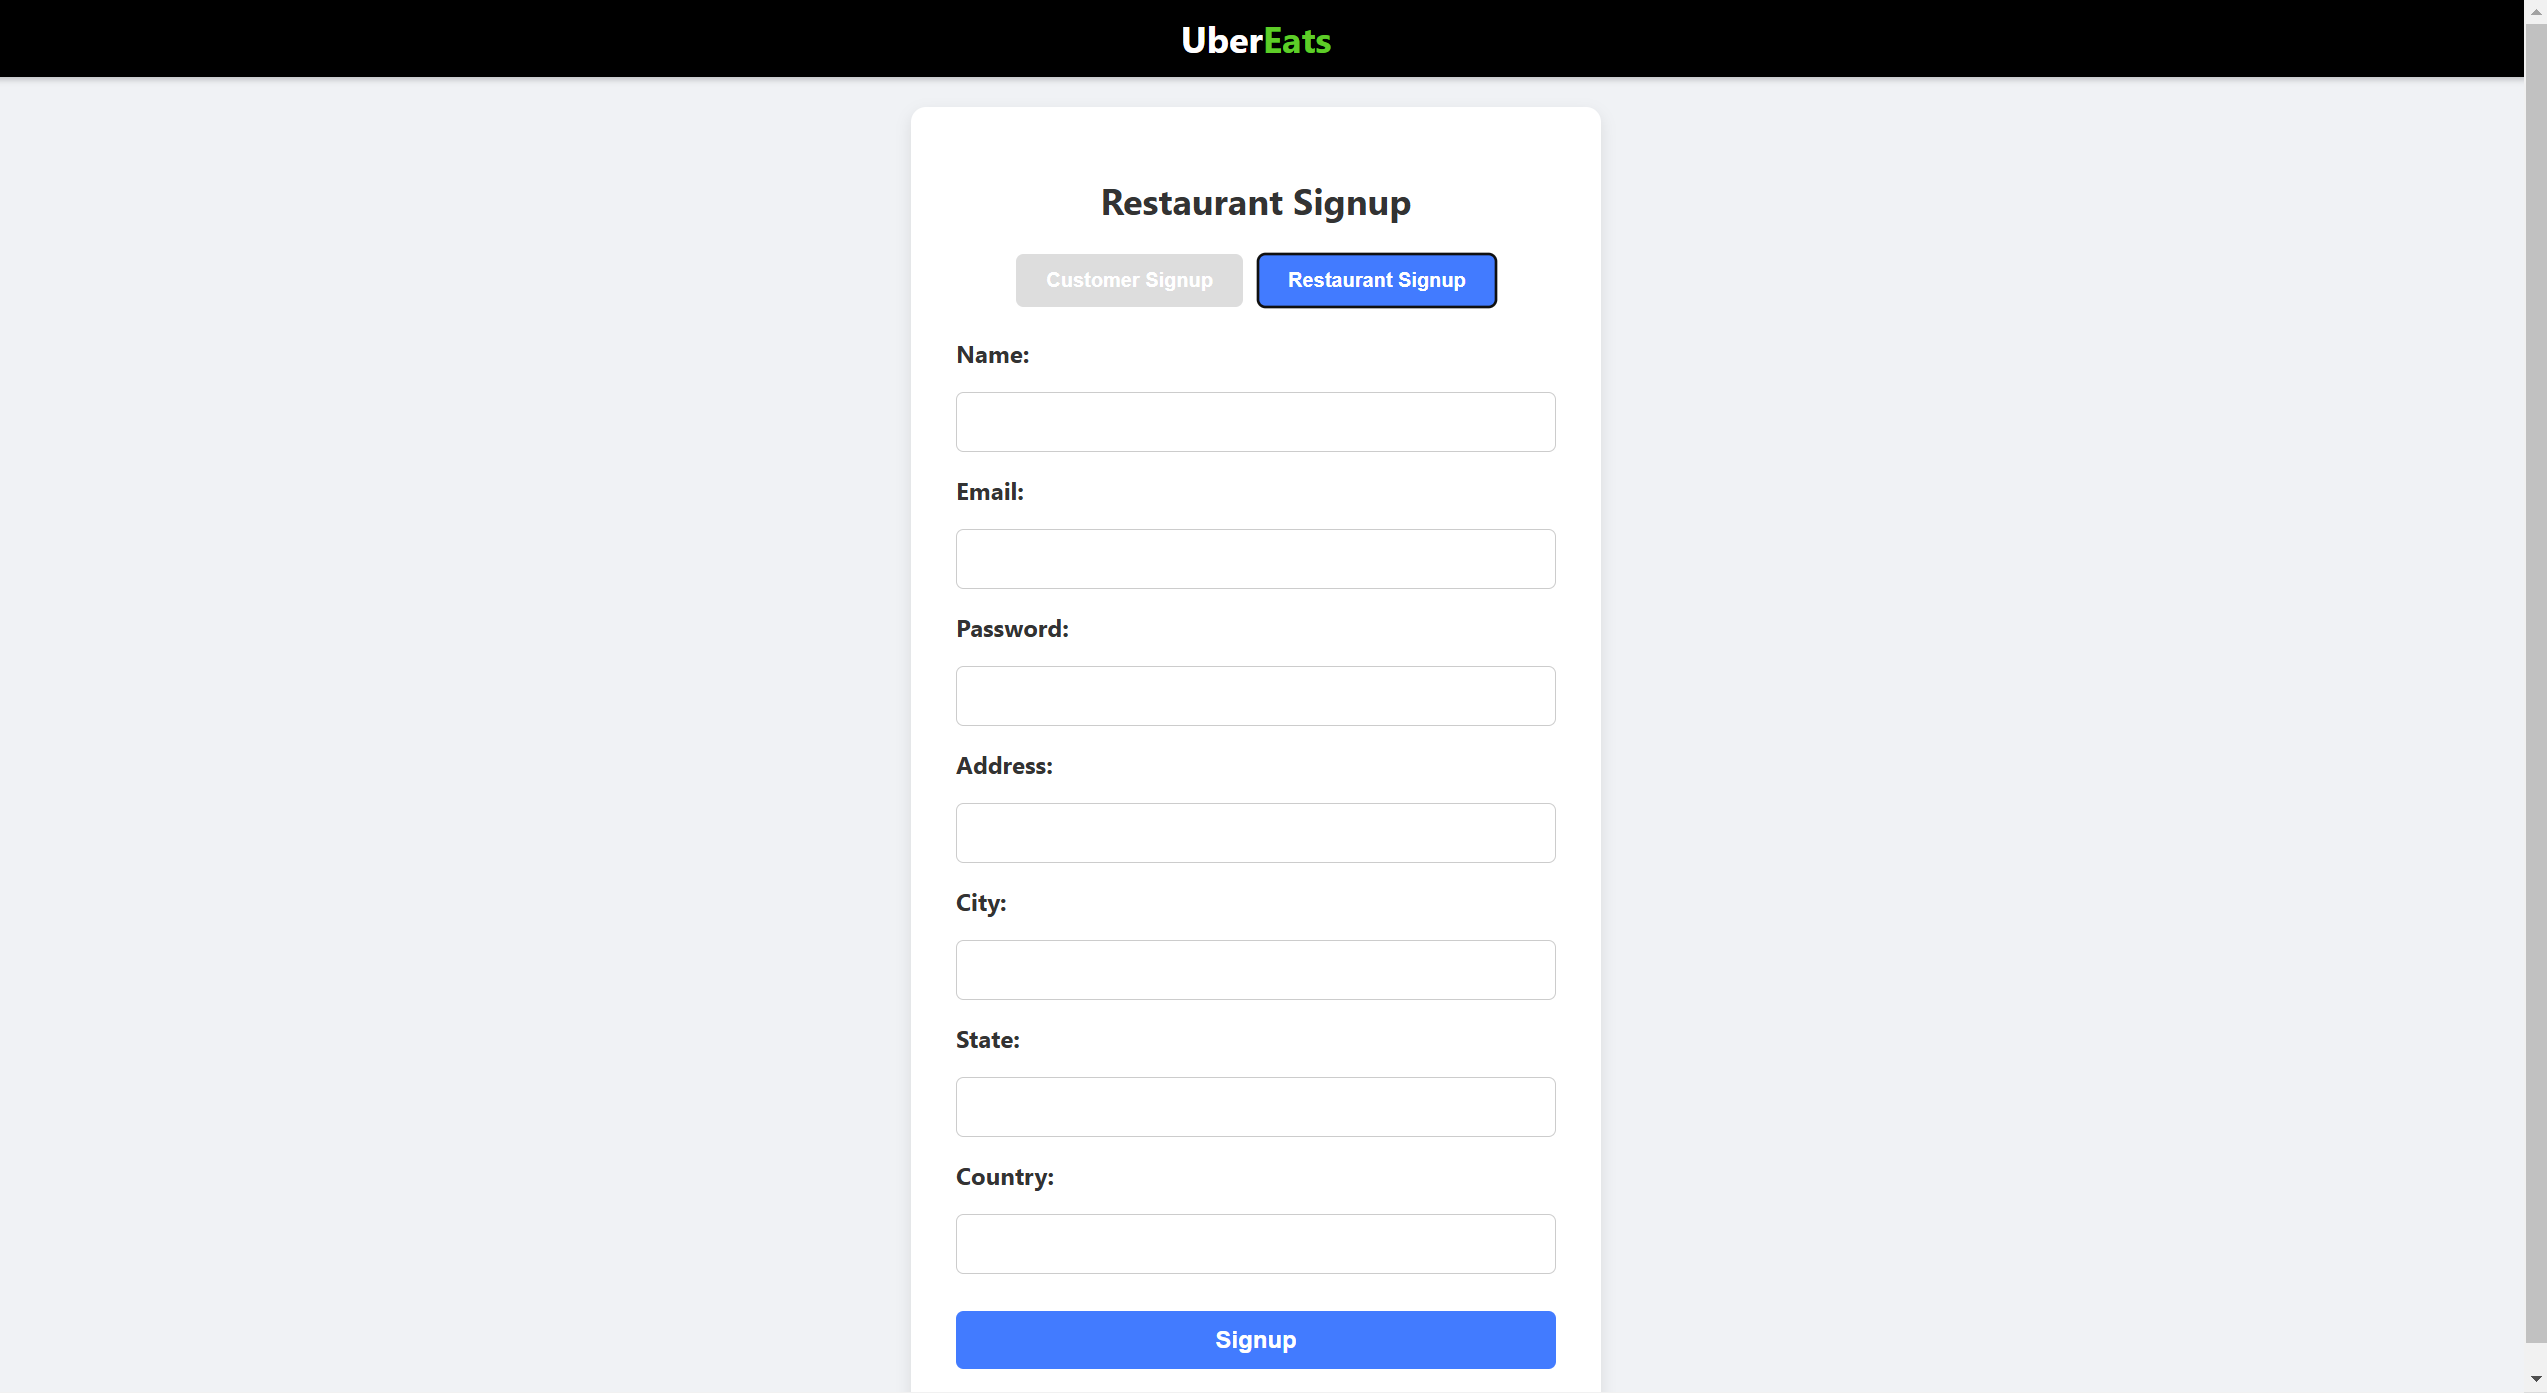 UberEats
Restaurant Signup
Customer Signup Restaurant Signup
Name:
Email:
Password:
Address:
City:
State:
Country:
Signup